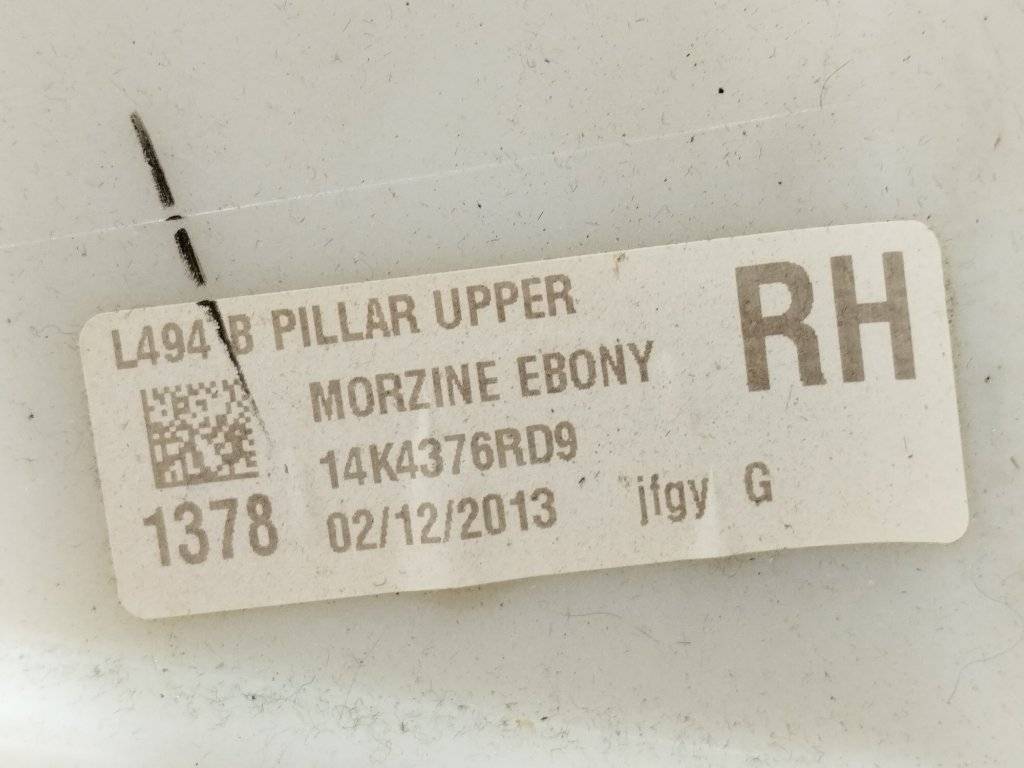 L494 B PILLAR UPPER
RH
MORZINE EBONY
14K4376RD9
1378 02/12/2013 jfgy G